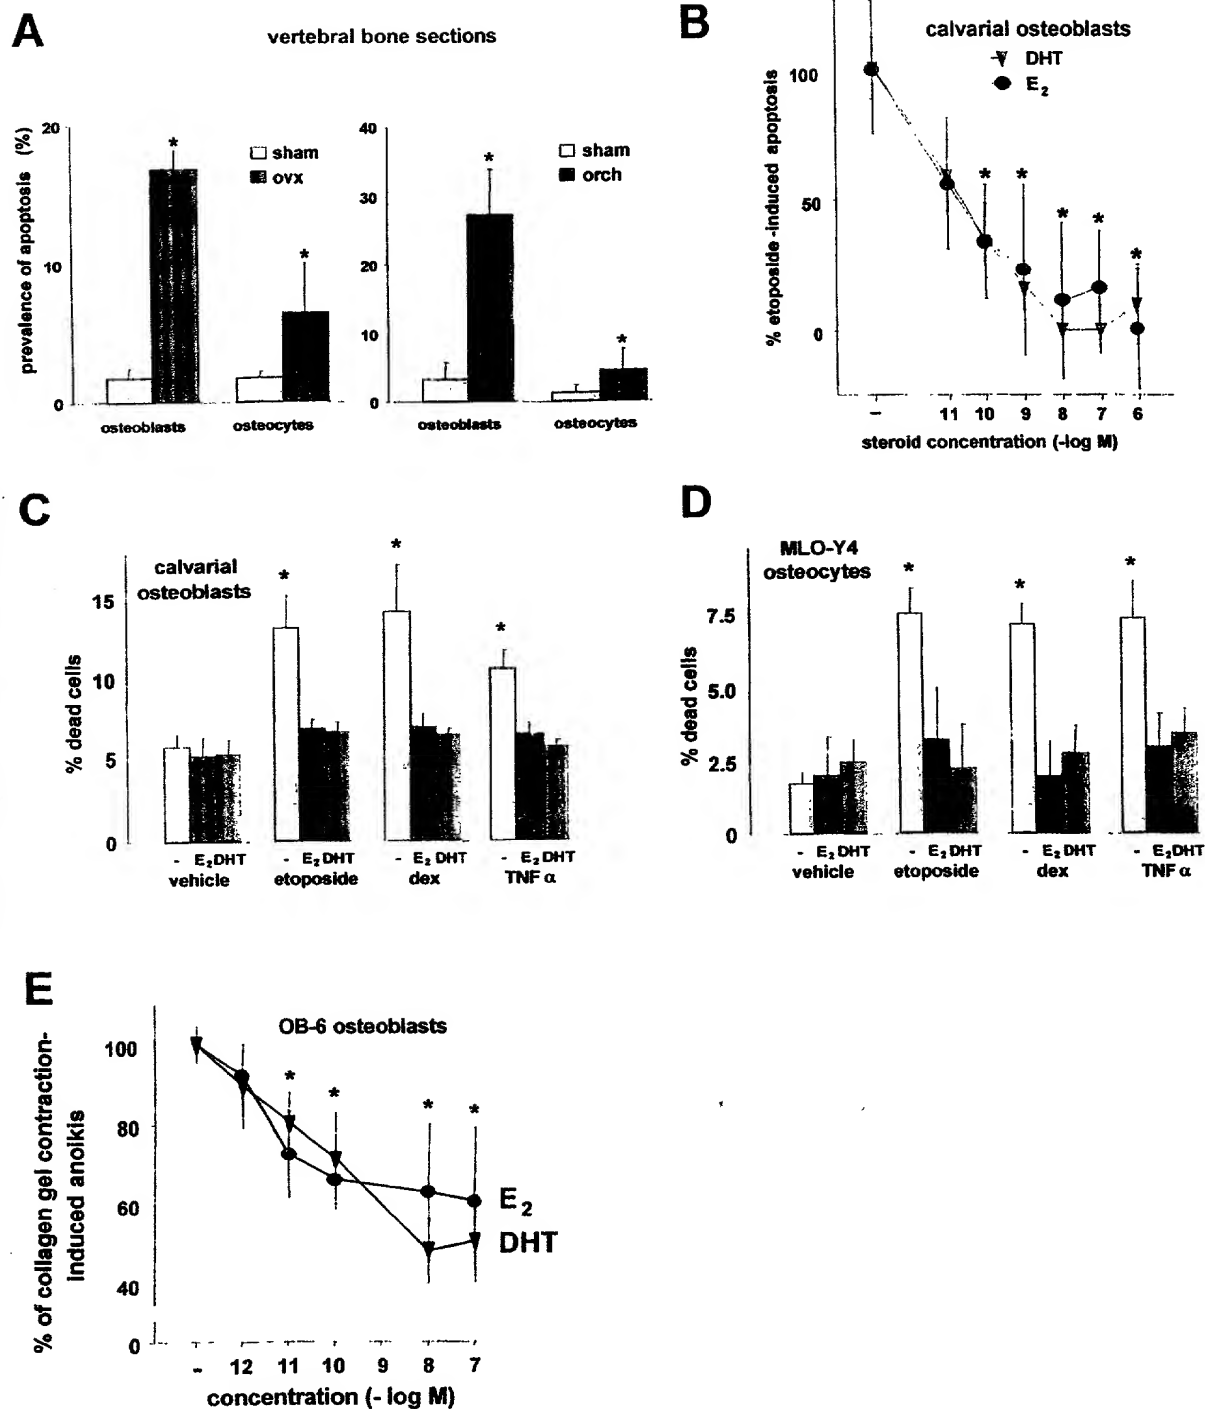 A
vertebral bone sections
prevalence of apoptosis (%)
20
10
0
*
*
sham
ovx
osteoblasts
osteocytes
40
30
20
10
0
*
*
sham
orch
osteoblasts
osteocytes
B
calvarial osteoblasts
DHT
E2
% etoposide -induced apoptosis
100
50
0
* * * * *
– 11 10 9 8 7 6
steroid concentration (-log M)
C
calvarial
osteoblasts
% dead cells
15
10
5
0
* * *
- E2 DHT - E2 DHT - E2 DHT - E2 DHT
vehicle etoposide dex TNF α
D
MLO-Y4
osteocytes
% dead cells
7.5
5.0
2.5
0
* * *
- E2 DHT - E2 DHT - E2 DHT - E2 DHT
vehicle etoposide dex TNF α
E
OB-6 osteoblasts
% of collagen gel contraction-
induced anoikis
100
80
60
40
0
* * * *
E2
DHT
- 12 11 10 9 8 7
concentration (- log M)